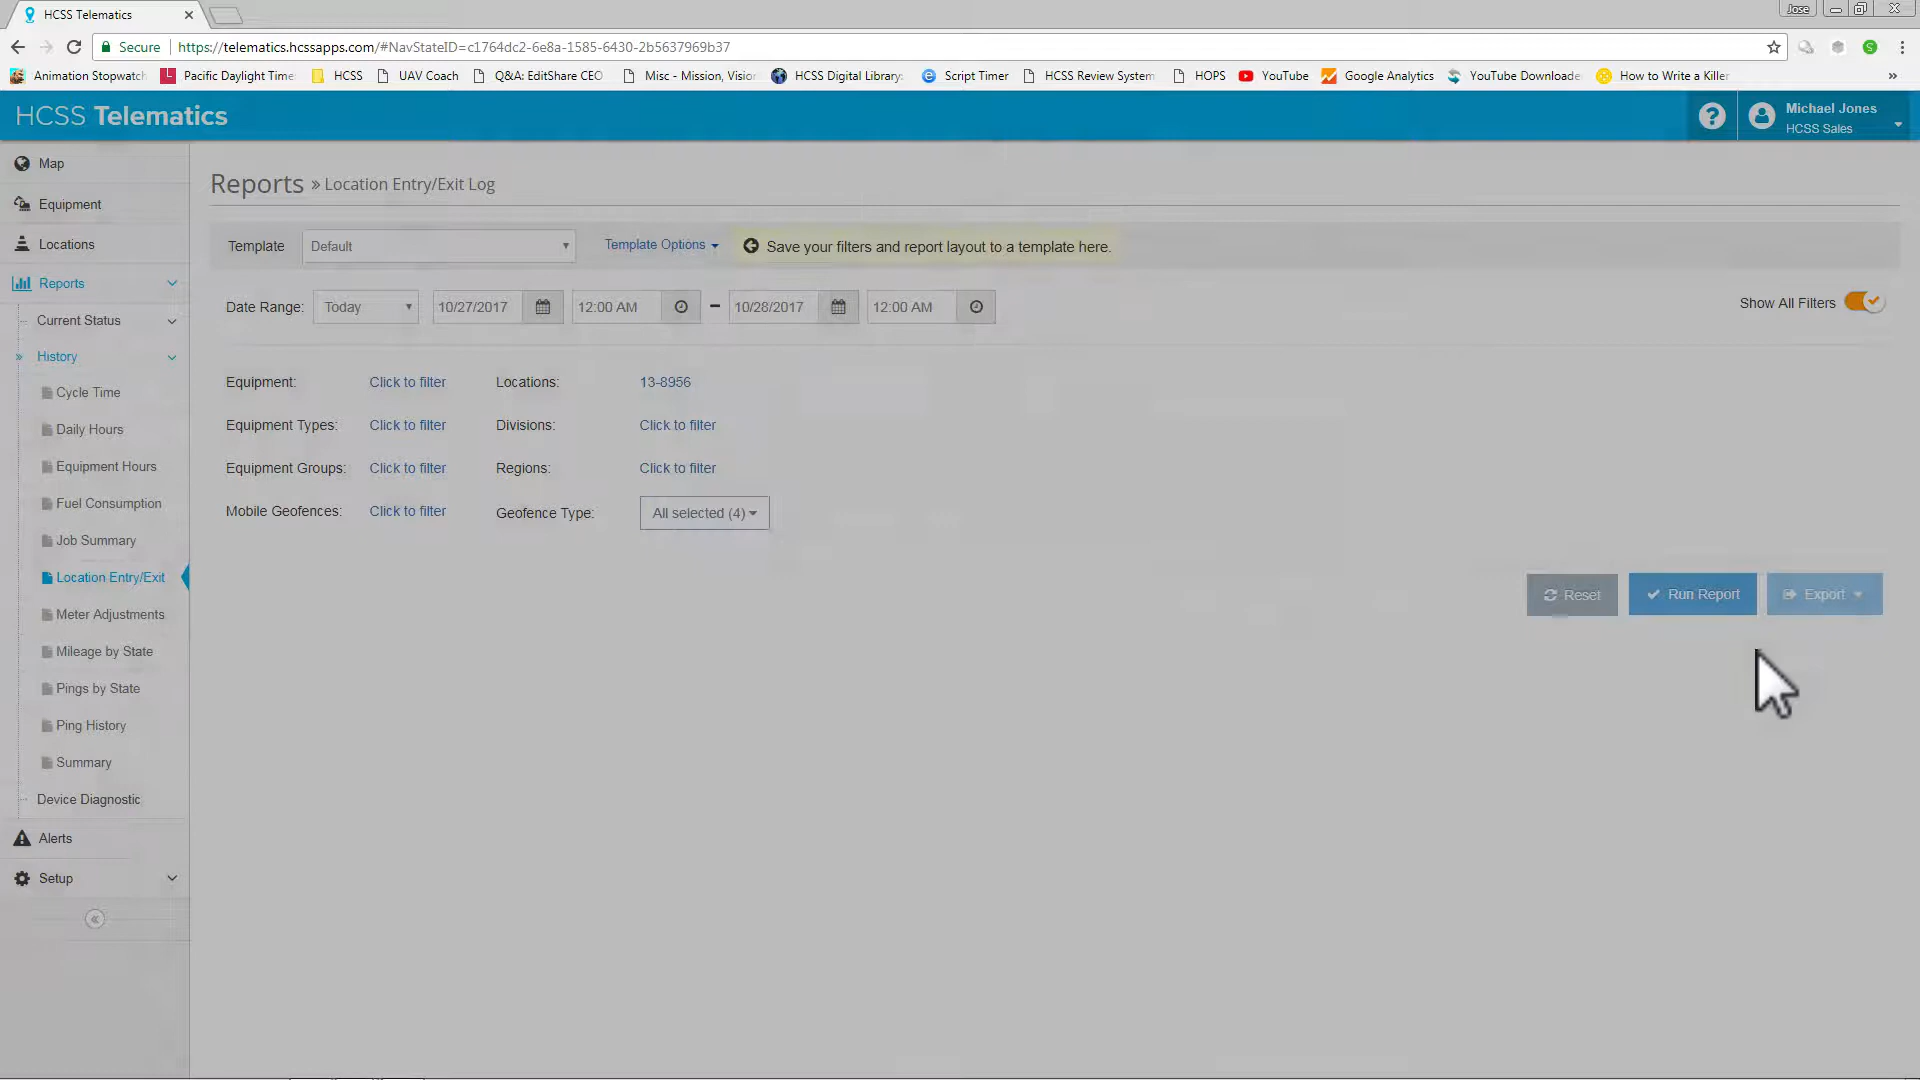 HCSS Telematics
Jose
Secure https://telematics.hcssapps.com/#NavStateID=c1764dc2-6e8a-1585-6430-2b5637969b37
Animation Stopwatch Pacific Daylight Time HCSS UAV Coach Q&A: EditShare CEO Misc - Mission, Vision HCSS Digital Library Script Timer HCSS Review System HOPS YouTube Google Analytics YouTube Downloade How to Write a Killer »
HCSS Telematics
? Michael Jones
HCSS Sales
Map
Equipment
Locations
Reports
Current Status
» History
Cycle Time
Daily Hours
Equipment Hours
Fuel Consumption
Job Summary
Location Entry/Exit
Meter Adjustments
Mileage by State
Pings by State
Ping History
Summary
Device Diagnostic
Alerts
Setup
«
Reports » Location Entry/Exit Log
Template Default Template Options Save your filters and report layout to a template here.
Date Range: Today 10/27/2017 12:00 AM – 10/28/2017 12:00 AM Show All Filters
Equipment: Click to filter Locations: 13-8956
Equipment Types: Click to filter Divisions: Click to filter
Equipment Groups: Click to filter Regions: Click to filter
Mobile Geofences: Click to filter Geofence Type: All selected (4)
Reset Run Report Export